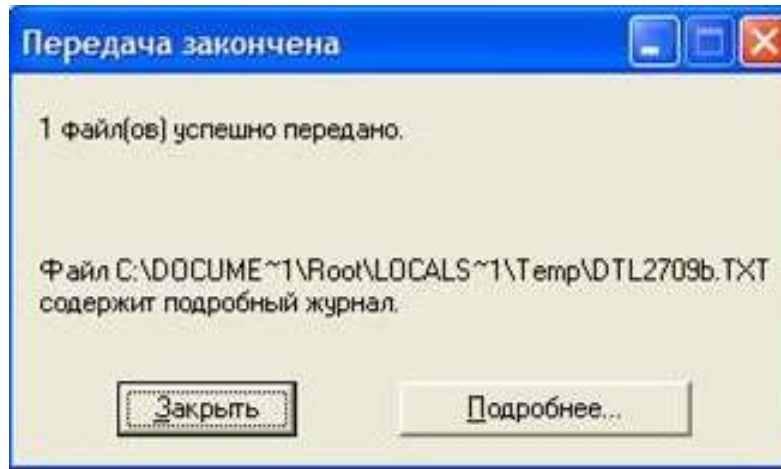 Передача закончена
1 файл(ов) успешно передано.
Файл C:\DOCUME~1\Root\LOCALS~1\Temp\DTL2709b.TXT
содержит подробный журнал.
Закрыть
Подробнее...